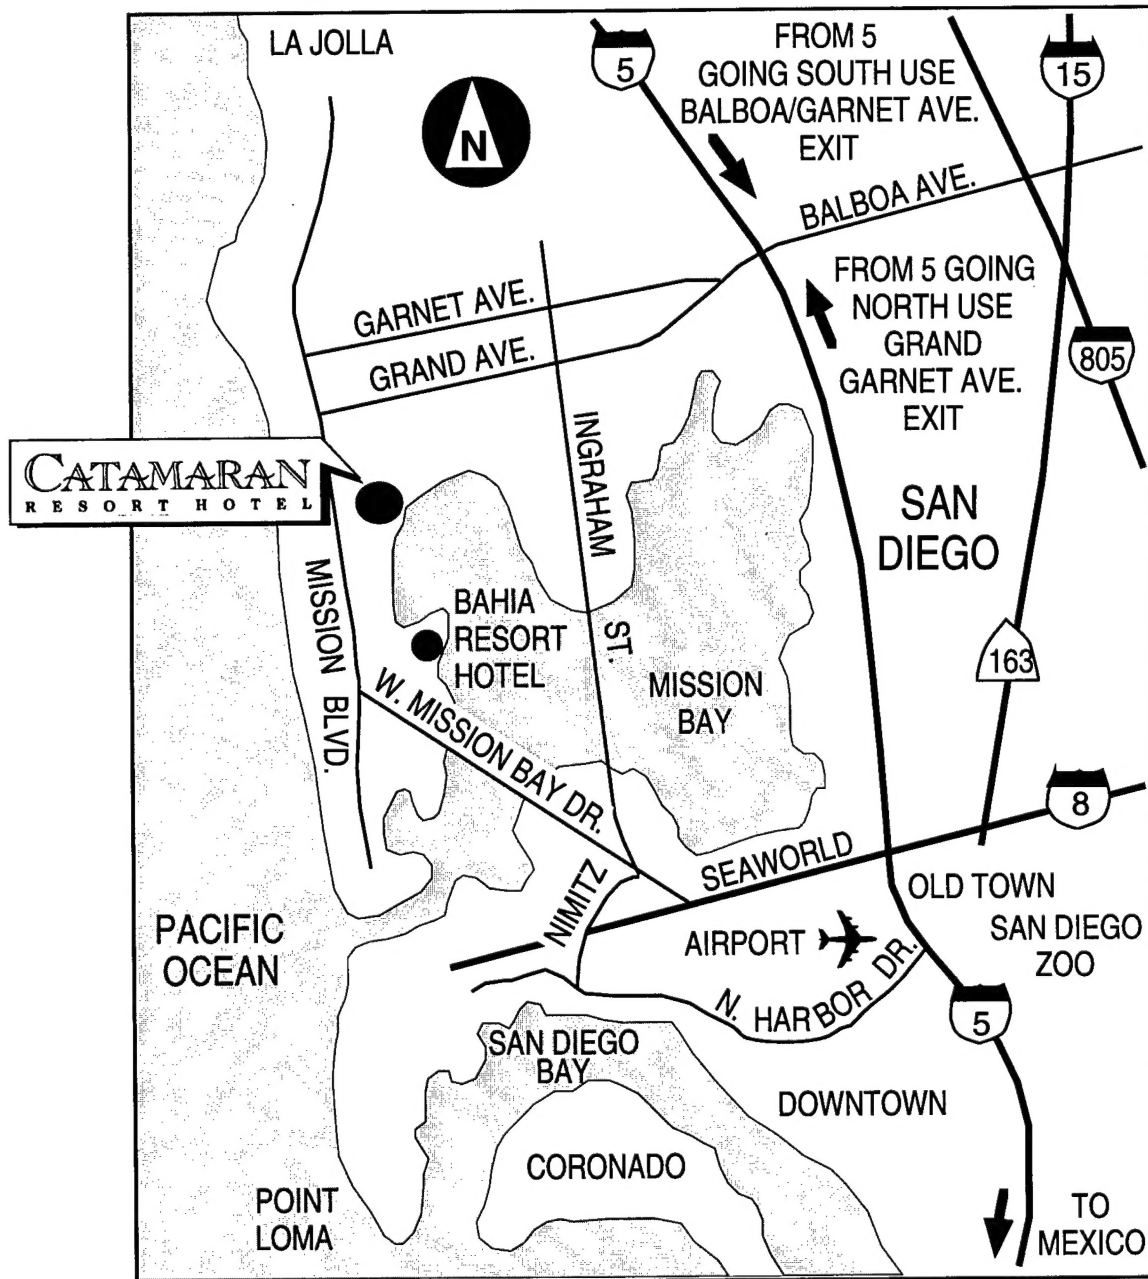 LA JOLLA
N
5
FROM 5
GOING SOUTH USE
BALBOA/GARNET AVE.
EXIT
15
BALBOA AVE.
GARNET AVE.
GRAND AVE.
FROM 5 GOING
NORTH USE
GRAND
GARNET AVE.
EXIT
805
CATAMARAN
RESORT HOTEL
INGRAHAM
ST.
SAN
DIEGO
MISSION
BLVD.
BAHIA
RESORT
HOTEL
163
MISSION
BAY
W. MISSION BAY DR.
8
SEAWORLD
NIMITZ
OLD TOWN
PACIFIC
OCEAN
AIRPORT
SAN DIEGO
ZOO
N. HARBOR DR.
5
SAN DIEGO
BAY
DOWNTOWN
CORONADO
POINT
LOMA
TO
MEXICO